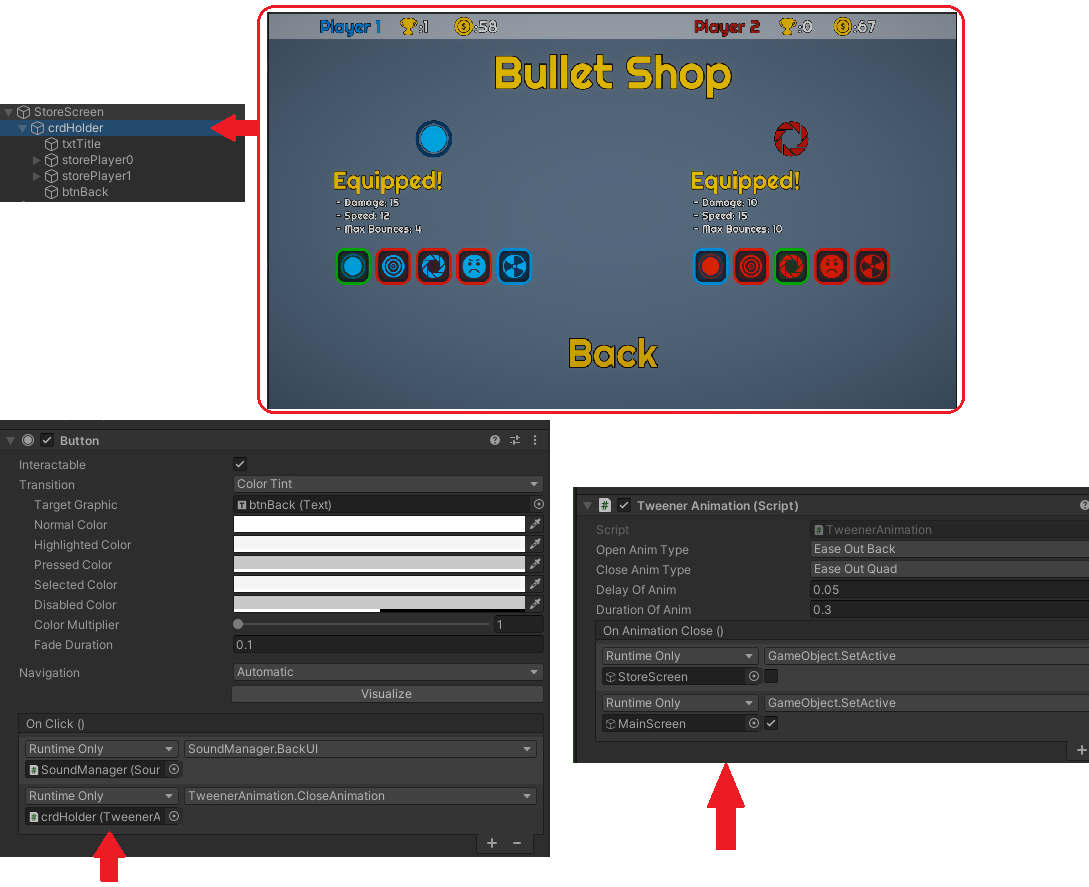 Player 1 :1 :58 Player 2 :0 :67
Bullet Shop
StoreScreen
crdHolder
txtTitle
storePlayer0
storePlayer1
btnBack
Equipped!
- Damage: 15
- Speed: 12
- Max Bounces: 4
Equipped!
- Damage: 10
- Speed: 15
- Max Bounces: 10
Back
Button
Interactable
Transition Color Tint
Target Graphic btnBack (Text)
Normal Color
Highlighted Color
Pressed Color
Selected Color
Disabled Color
Color Multiplier 1
Fade Duration 0.1
Navigation Automatic
Visualize
On Click ()
Runtime Only SoundManager.BackUI
SoundManager (Sour
Runtime Only TweenerAnimation.CloseAnimation
crdHolder (TweenerA
+ −
Tweener Animation (Script)
Script TweenerAnimation
Open Anim Type Ease Out Back
Close Anim Type Ease Out Quad
Delay Of Anim 0.05
Duration Of Anim 0.3
On Animation Close ()
Runtime Only GameObject.SetActive
StoreScreen
Runtime Only GameObject.SetActive
MainScreen
+